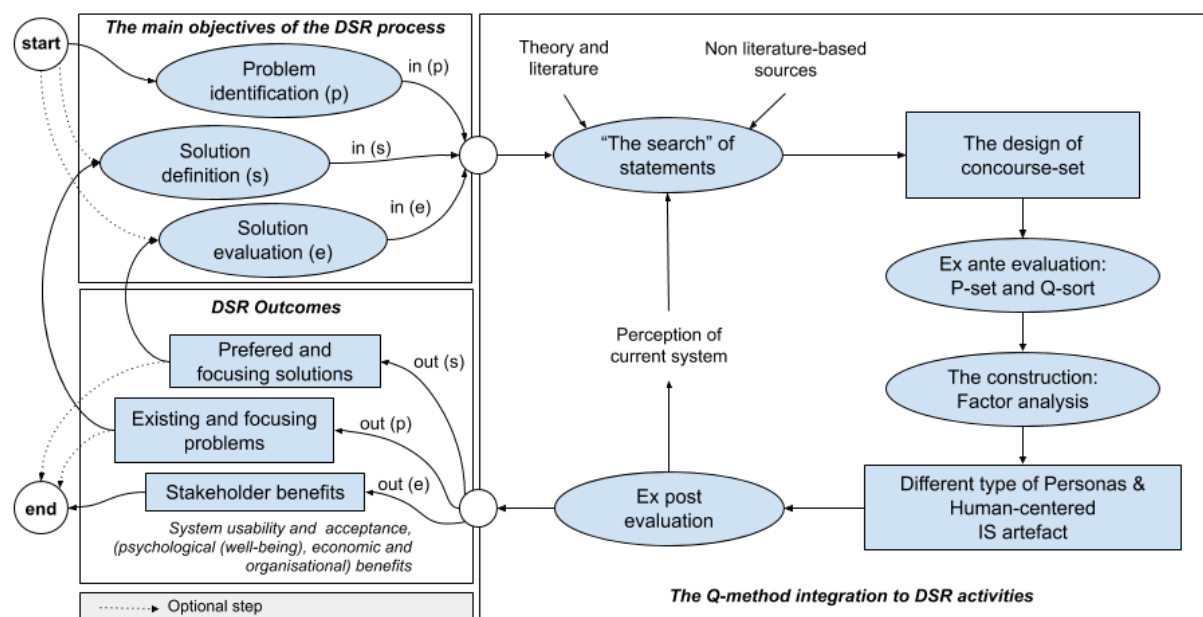 The main objectives of the DSR process
start
Problem
identification (p)
in (p)
Solution
definition (s)
in (s)
Solution
evaluation (e)
in (e)
DSR Outcomes
Prefered and
focusing solutions
out (s)
Existing and focusing
problems
out (p)
Stakeholder benefits
out (e)
end
System usability and acceptance,
(psychological (well-being), economic and
organisational) benefits
Optional step
Theory and
literature
Non literature-based
sources
“The search” of
statements
The design of
concourse-set
Ex ante evaluation:
P-set and Q-sort
The construction:
Factor analysis
Different type of Personas &
Human-centered
IS artefact
Ex post
evaluation
Perception of
current system
The Q-method integration to DSR activities